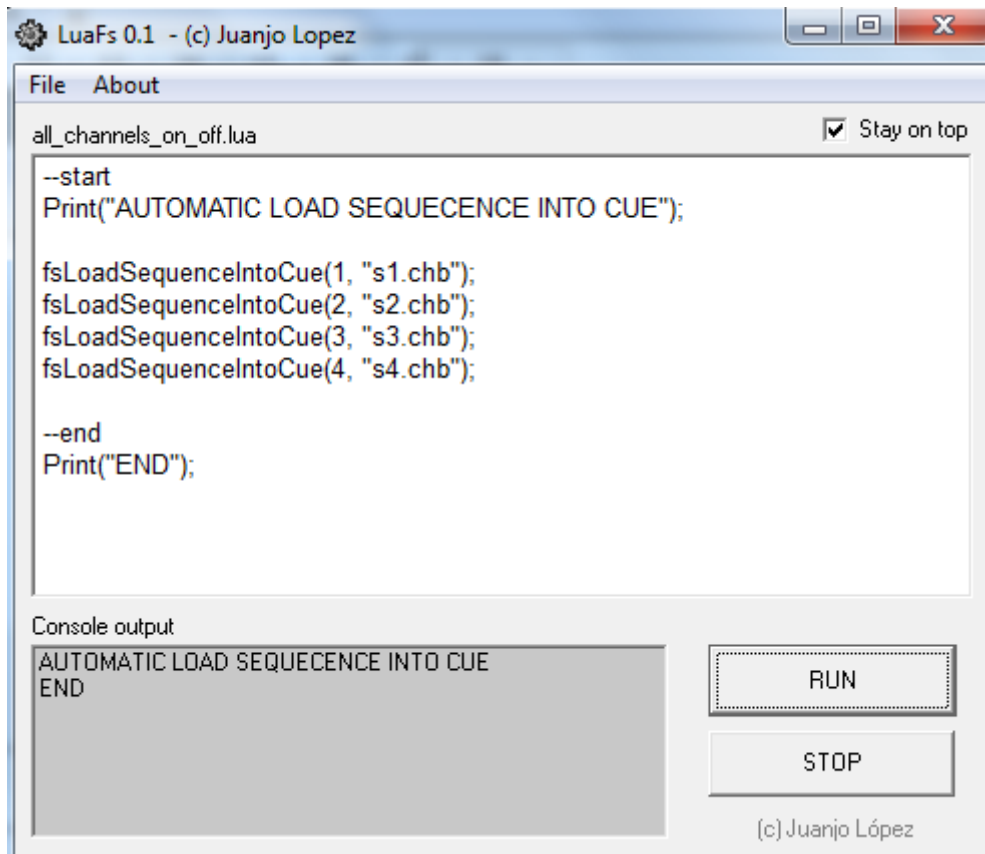 LuaFs 0.1 - (c) Juanjo Lopez
File About
all_channels_on_off.lua
Stay on top
--start
Print("AUTOMATIC LOAD SEQUECENCE INTO CUE");
fsLoadSequenceIntoCue(1, "s1.chb");
fsLoadSequenceIntoCue(2, "s2.chb");
fsLoadSequenceIntoCue(3, "s3.chb");
fsLoadSequenceIntoCue(4, "s4.chb");
--end
Print("END");
Console output
AUTOMATIC LOAD SEQUECENCE INTO CUE
END
RUN
STOP
(c) Juanjo López